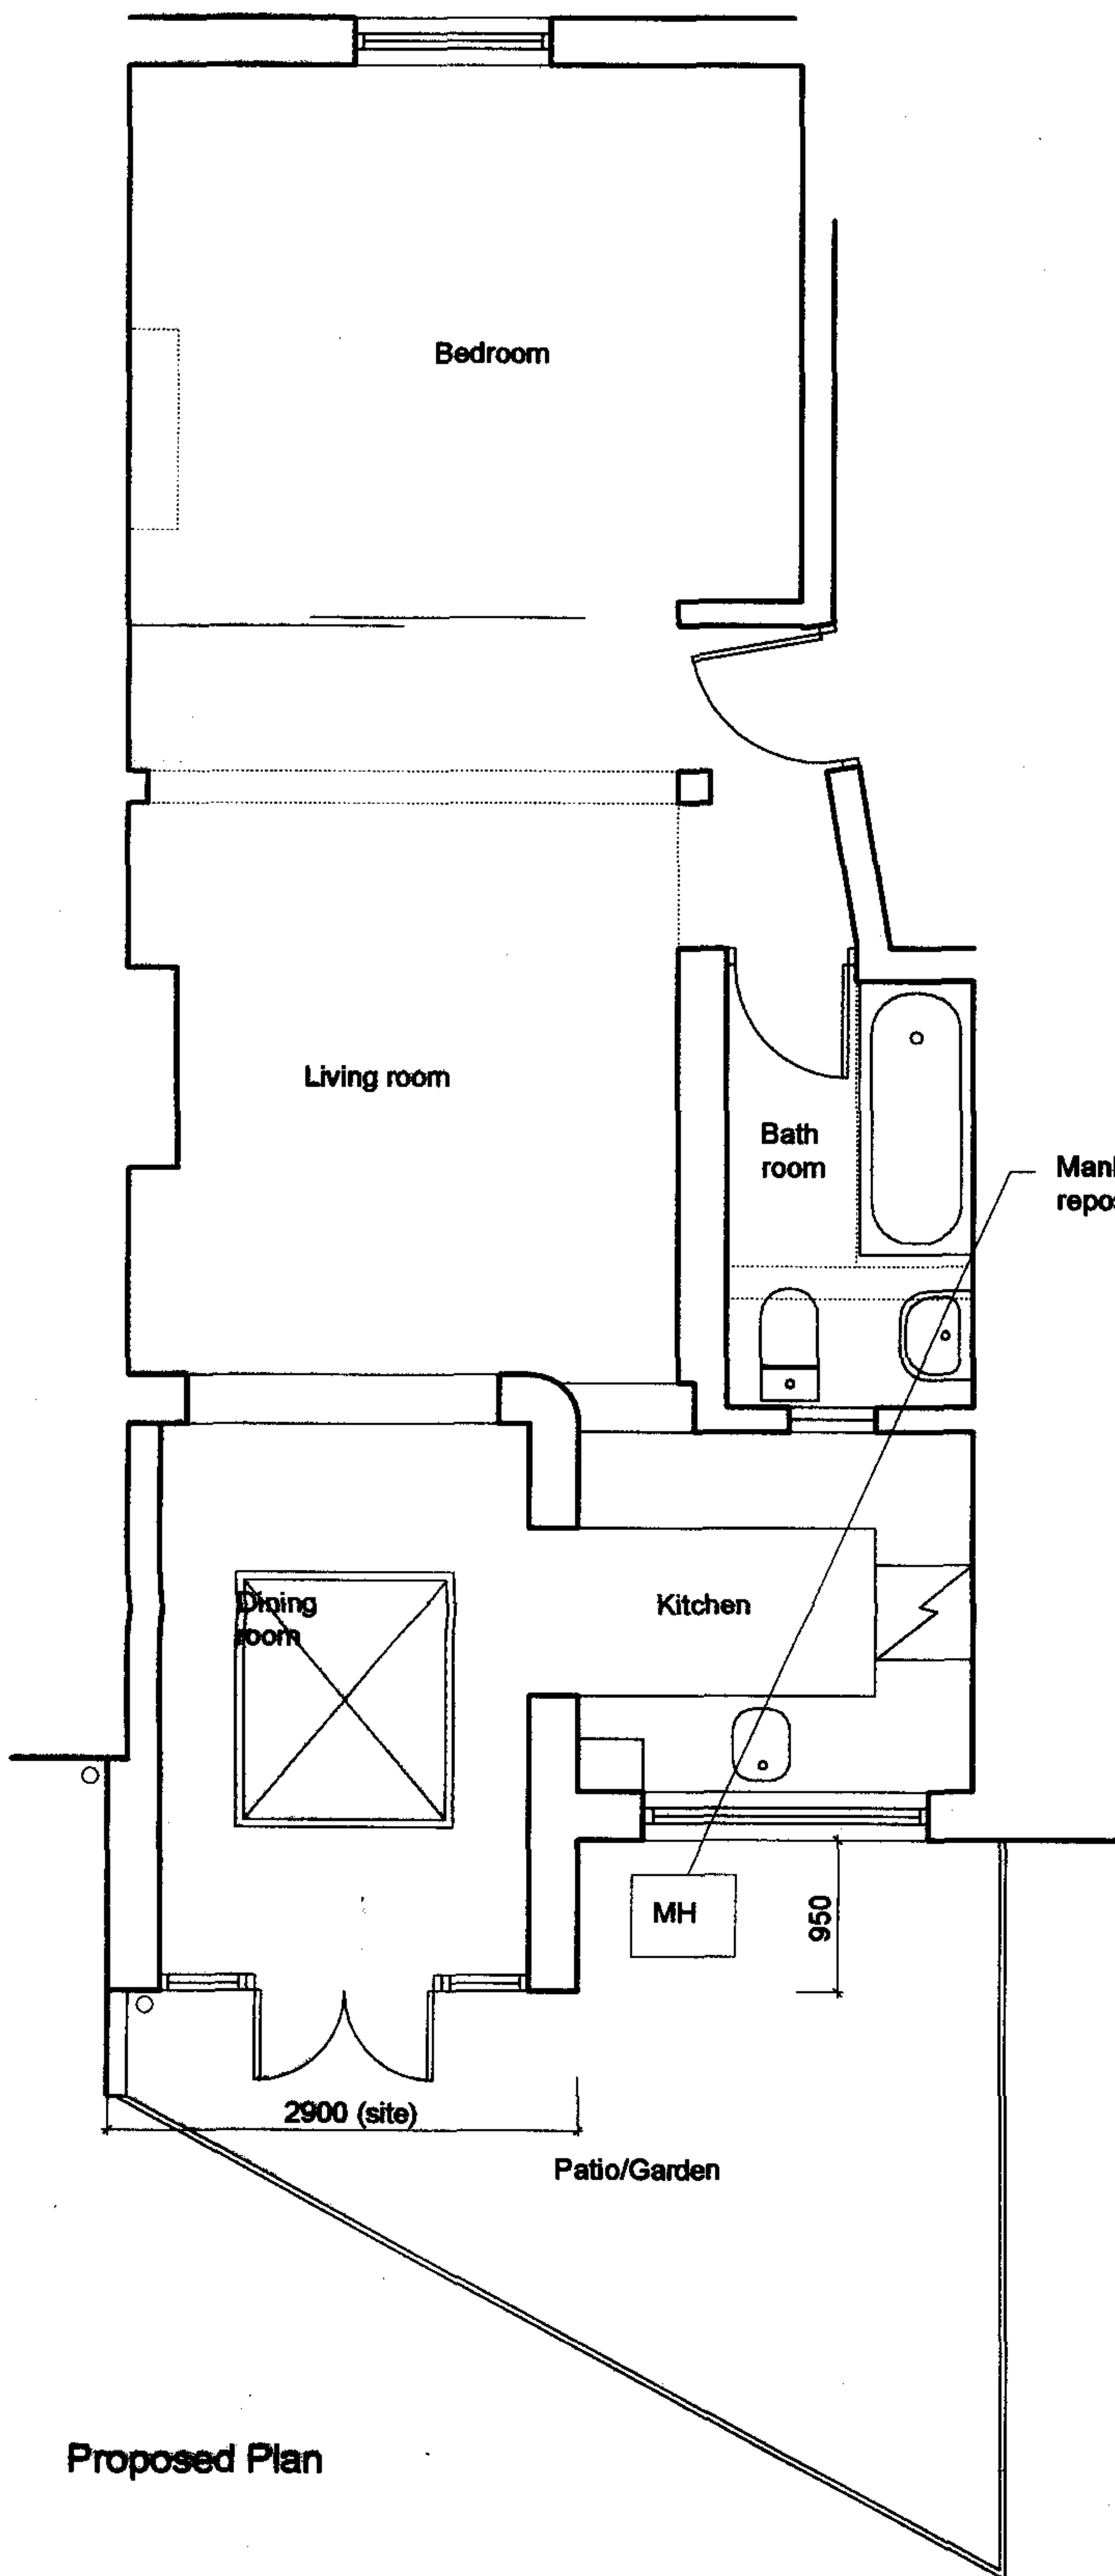 Bedroom
Living room
Bath
room
Dining
room
Kitchen
MH
950
2900 (site)
Patio/Garden
Proposed Plan